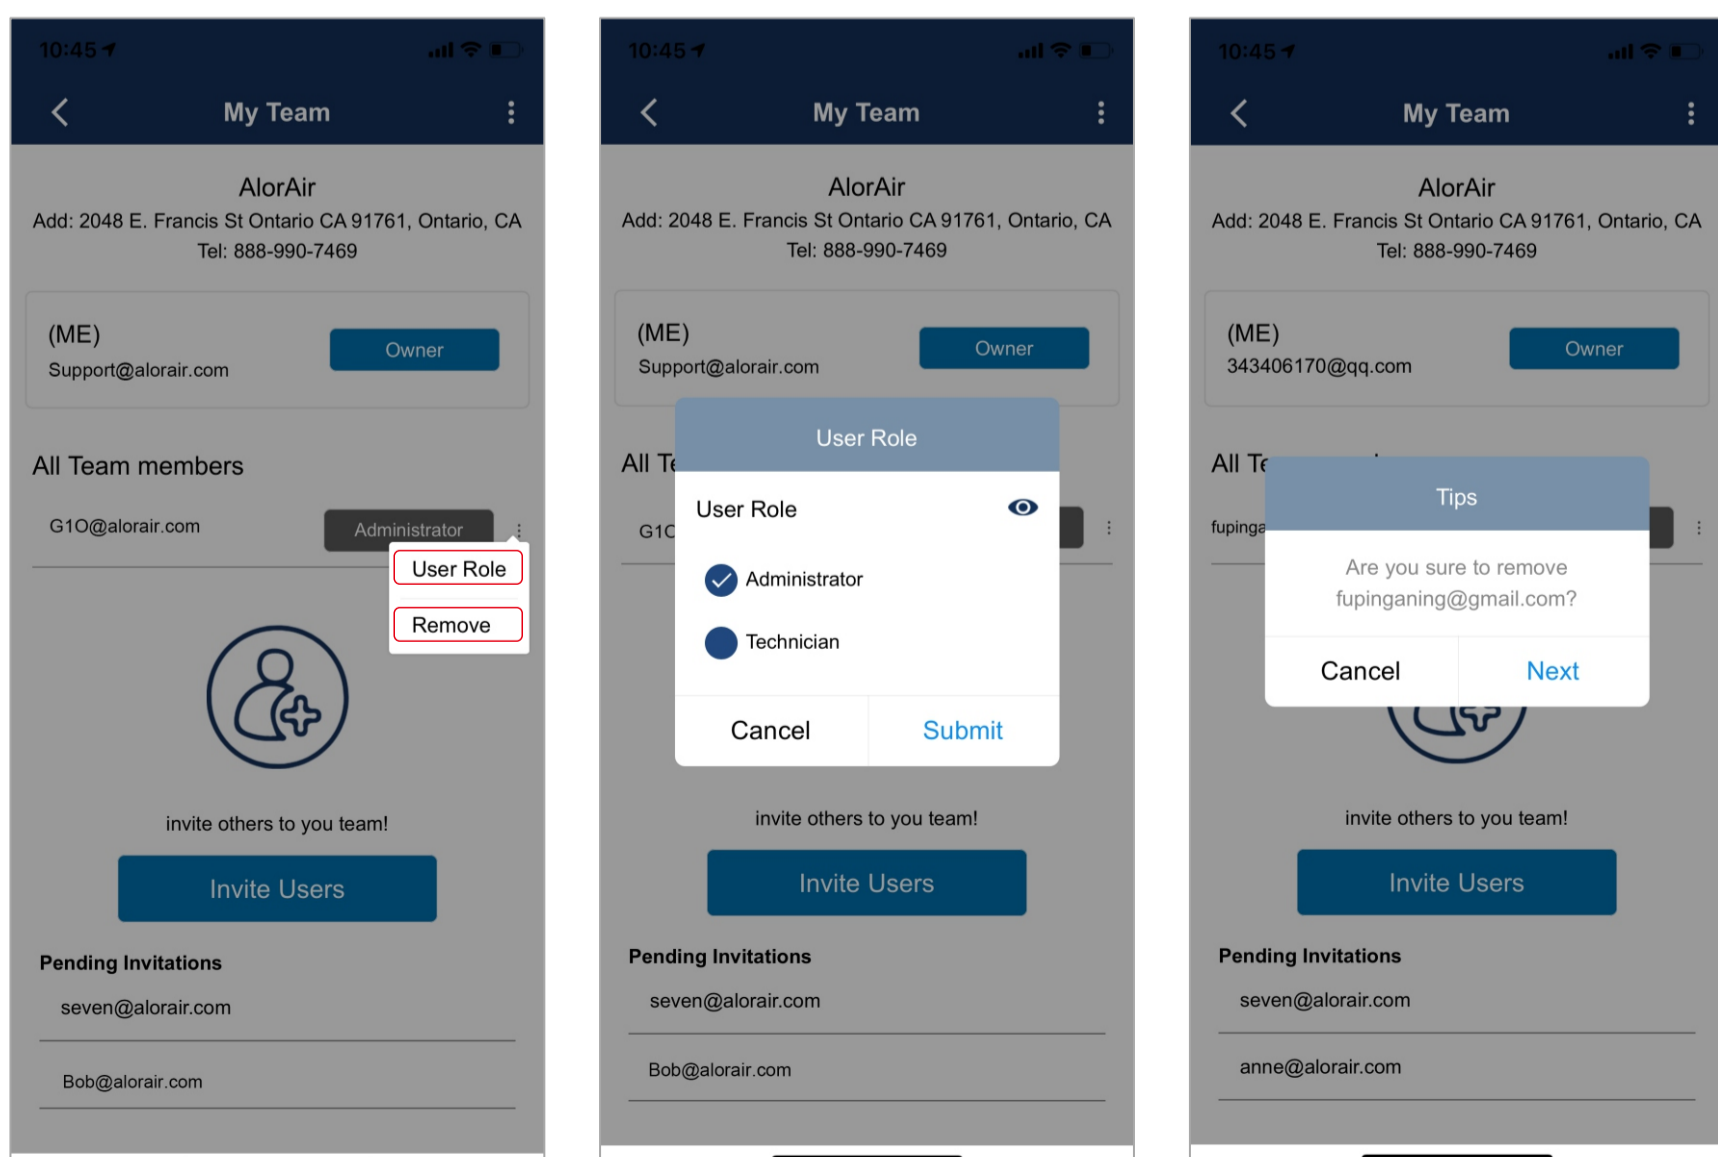 10:45
My Team
AlorAir
Add: 2048 E. Francis St Ontario CA 91761, Ontario, CA
Tel: 888-990-7469
(ME)
Support@alorair.com
Owner
All Team members
G1O@alorair.com
Administrator
User Role
Remove
invite others to you team!
Invite Users
Pending Invitations
seven@alorair.com
Bob@alorair.com
10:45
My Team
AlorAir
Add: 2048 E. Francis St Ontario CA 91761, Ontario, CA
Tel: 888-990-7469
(ME)
Support@alorair.com
Owner
All Te
G1O
User Role
User Role
Administrator
Technician
Cancel
Submit
invite others to you team!
Invite Users
Pending Invitations
seven@alorair.com
Bob@alorair.com
10:45
My Team
AlorAir
Add: 2048 E. Francis St Ontario CA 91761, Ontario, CA
Tel: 888-990-7469
(ME)
343406170@qq.com
Owner
All Te
fupinga
Tips
Are you sure to remove
fupinganing@gmail.com?
Cancel
Next
invite others to you team!
Invite Users
Pending Invitations
seven@alorair.com
anne@alorair.com